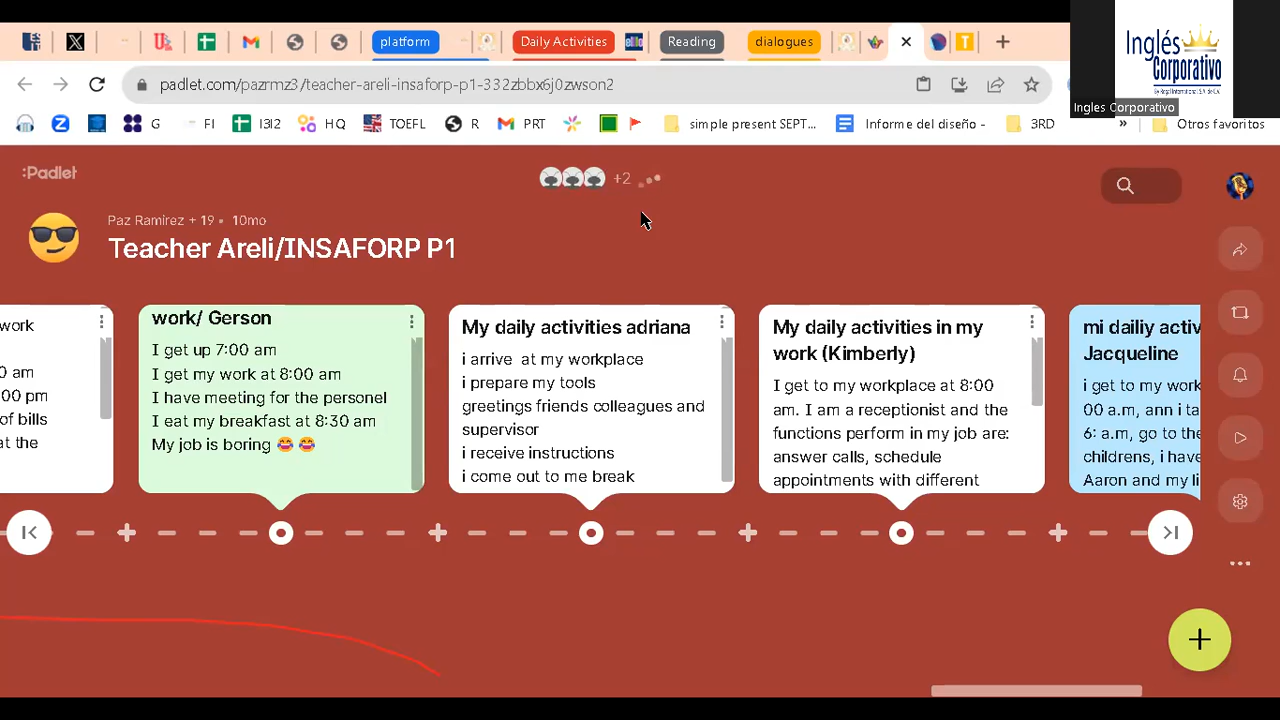 platform
Daily Activities
Reading
dialogues
padlet.com/pazrmz3/teacher-areli-insaforp-p1-332zbbx6j0zwson2
G
FI
I3I2
HQ
TOEFL
R
PRT
simple present SEPT...
Informe del diseño -
3RD
»
Otros favoritos
Inglés
Corporativo
Ingles Corporativo
:Padlet
+2
Paz Ramirez + 19 • 10mo
Teacher Areli/INSAFORP P1
work
0 am
:00 pm
of bills
at the
work/ Gerson
I get up 7:00 am
I get my work at 8:00 am
I have meeting for the personel
I eat my breakfast at 8:30 am
My job is boring 😂 😂
My daily activities adriana
i arrive at my workplace
i prepare my tools
greetings friends colleagues and
supervisor
i receive instructions
i come out to me break
My daily activities in my
work (Kimberly)
I get to my workplace at 8:00
am. I am a receptionist and the
functions perform in my job are:
answer calls, schedule
appointments with different
mi dailiy activ
Jacqueline
i get to my work
00 a.m, ann i ta
6: a.m, go to the
childrens, i have
Aaron and my li